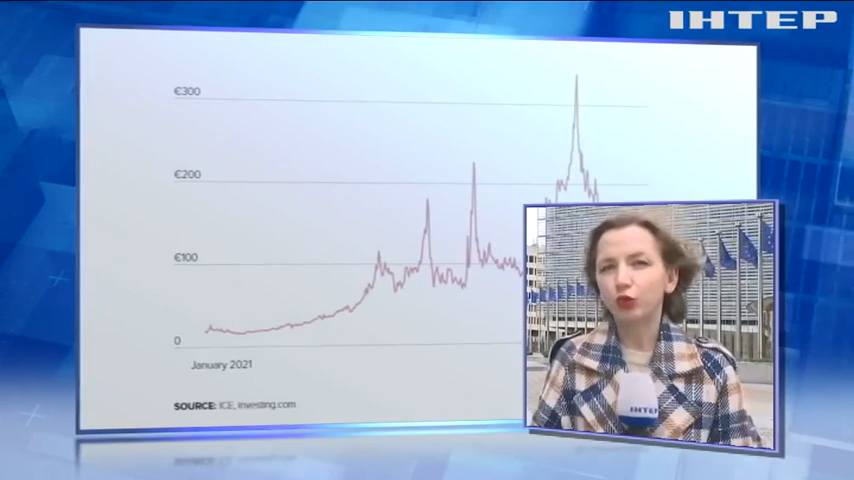 ІНТЕР
€300
€200
€100
0
January 2021
SOURCE: ICE, investing.com
ІНТЕР